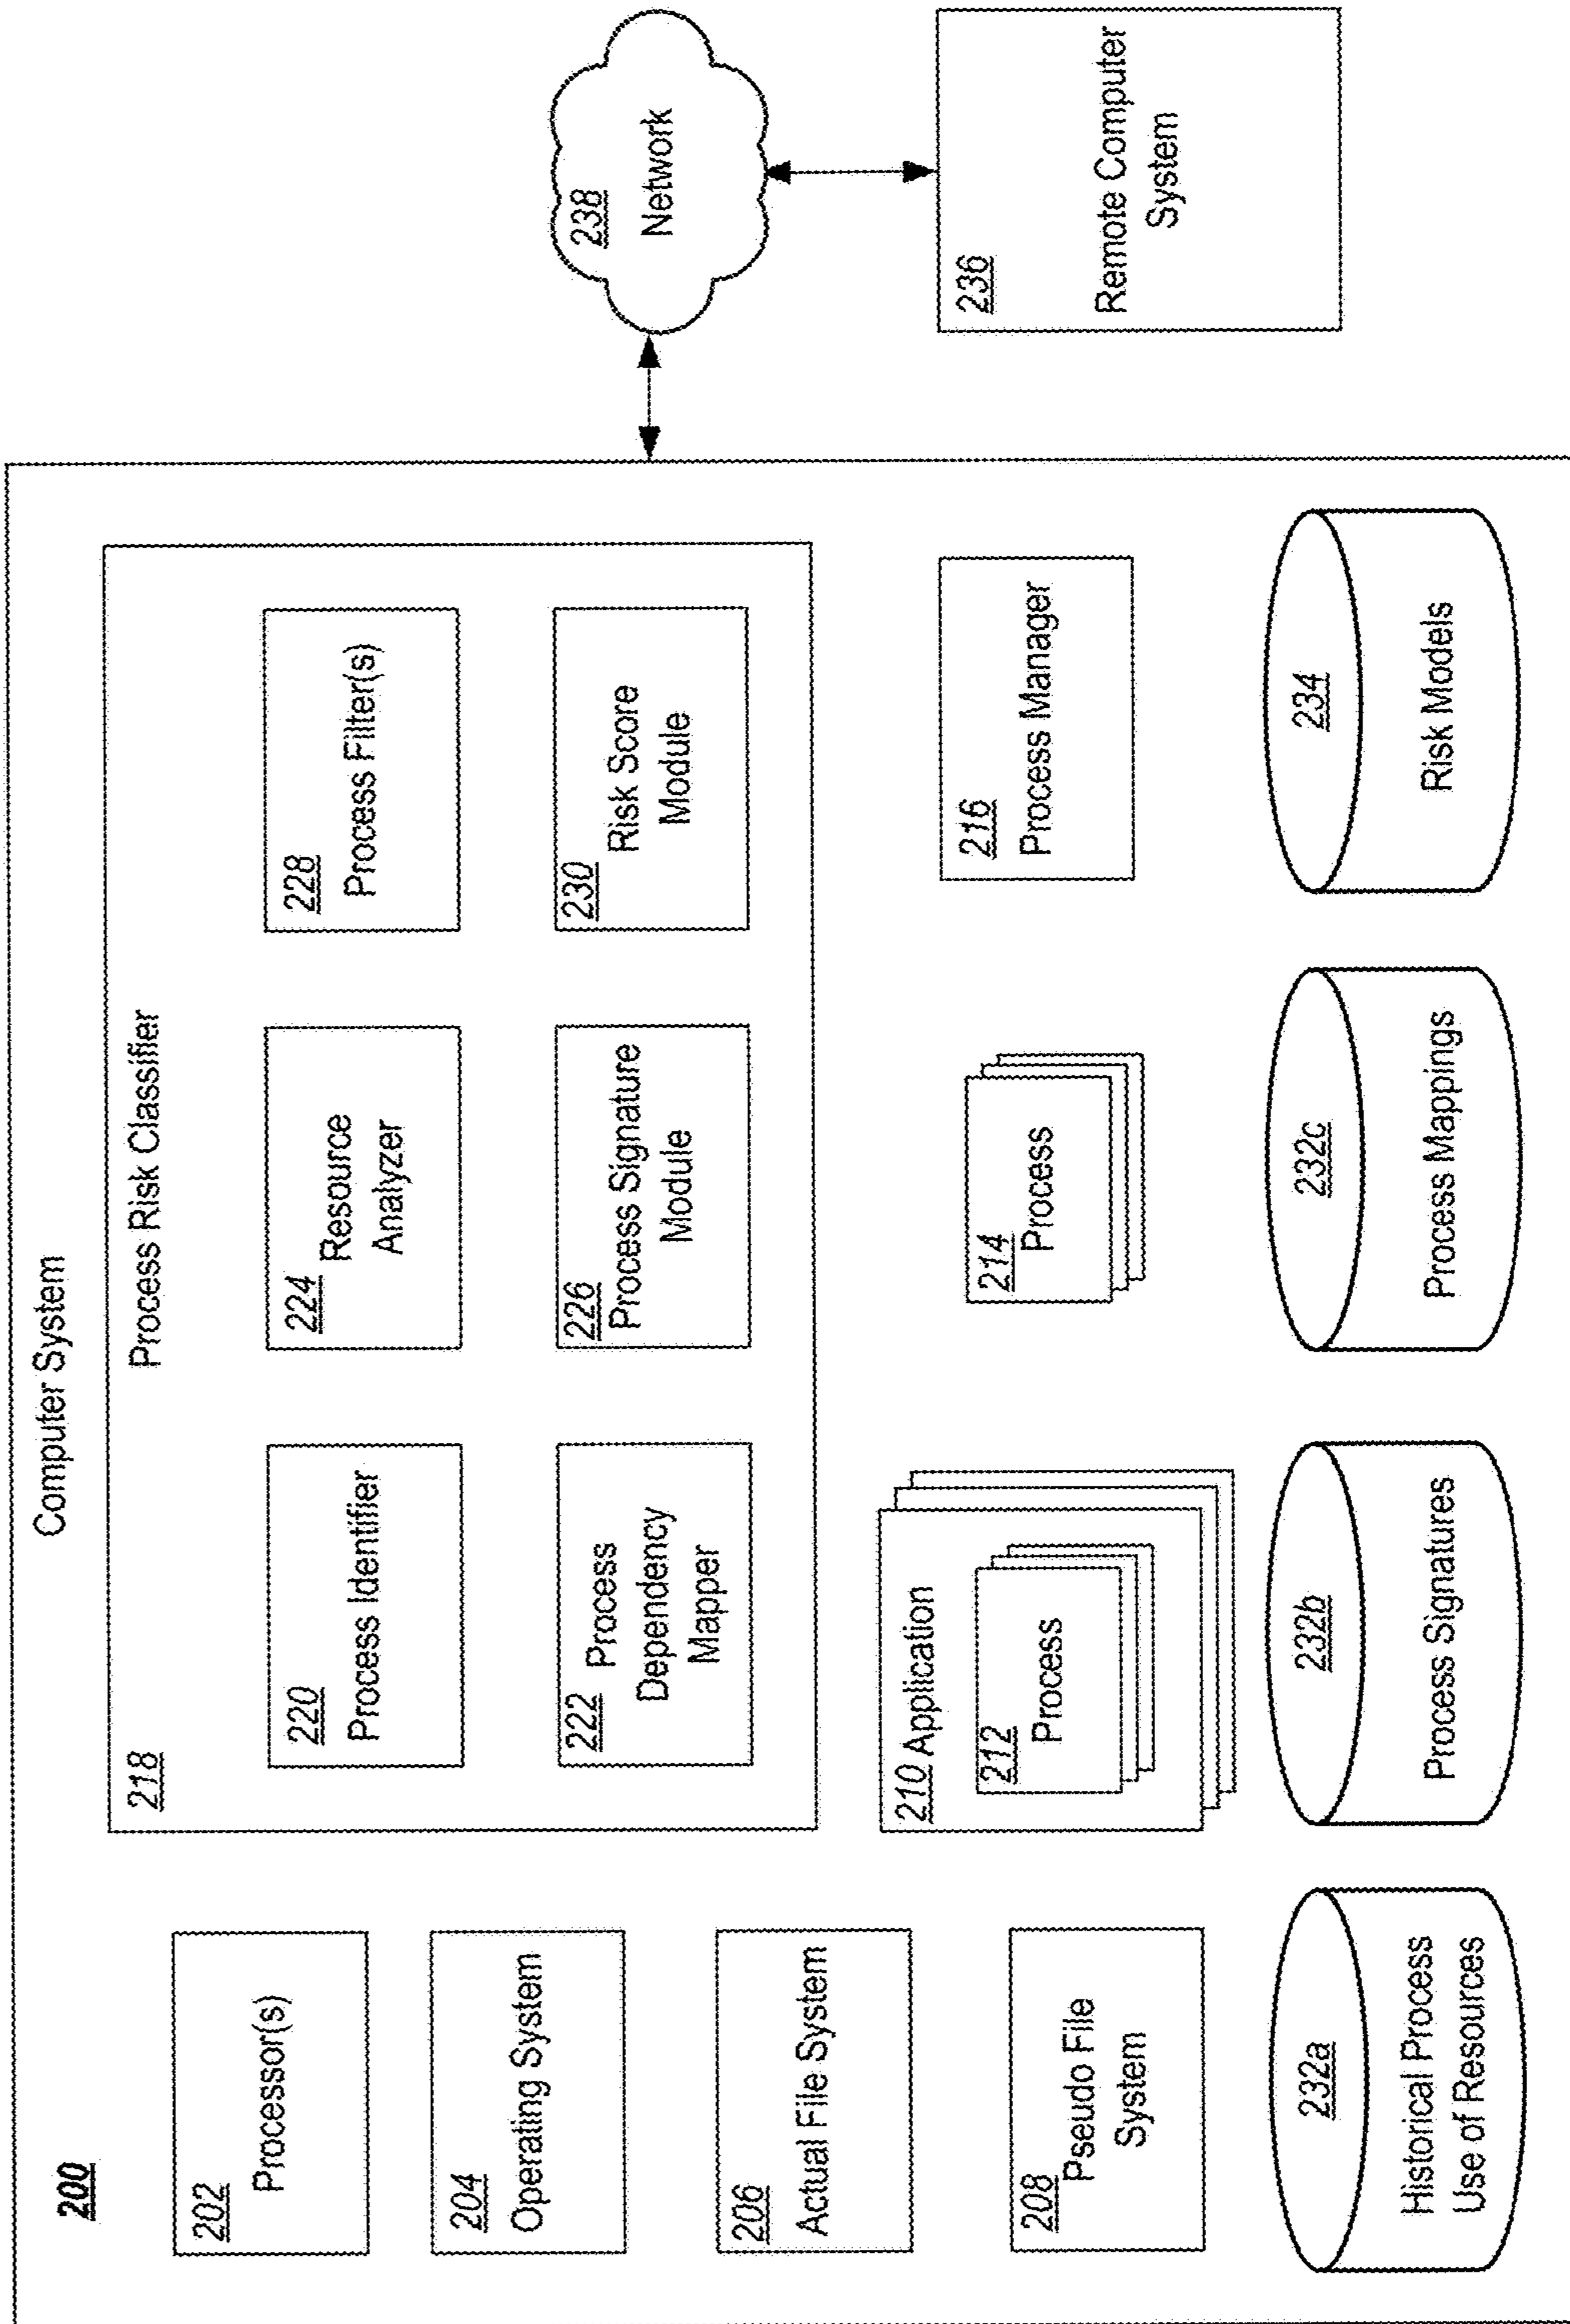 200
Computer System
202
Processor(s)
204
Operating System
206
Actual File System
208
Pseudo File
System
218
Process Risk Classifier
220
Process Identifier
224
Resource
Analyzer
228
Process Filter(s)
222 Process
Dependency
Mapper
226
Process Signature
Module
230
Risk Score
Module
210 Application
212
Process
214
Process
216
Process Manager
232a
Historical Process
Use of Resources
232b
Process Signatures
232c
Process Mappings
234
Risk Models
238
Network
236
Remote Computer
System